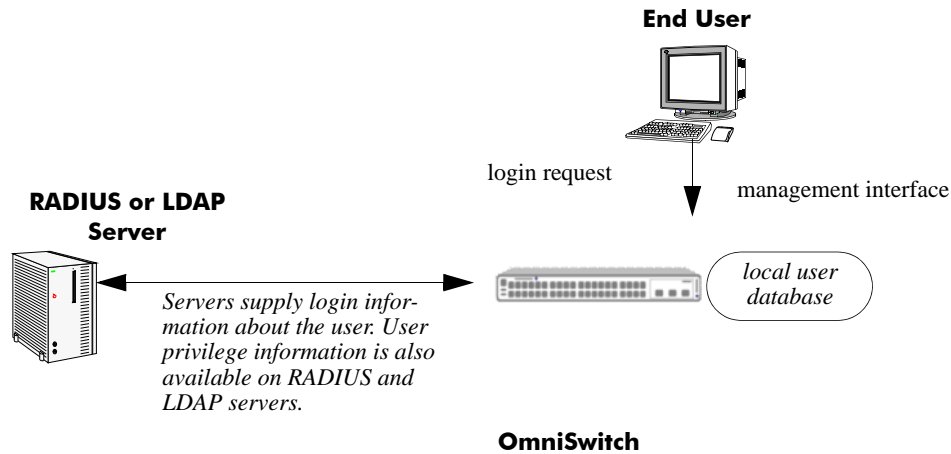 End User
login request
management interface
RADIUS or LDAP
Server
local user
database
Servers supply login infor-
mation about the user. User
privilege information is also
available on RADIUS and
LDAP servers.
OmniSwitch